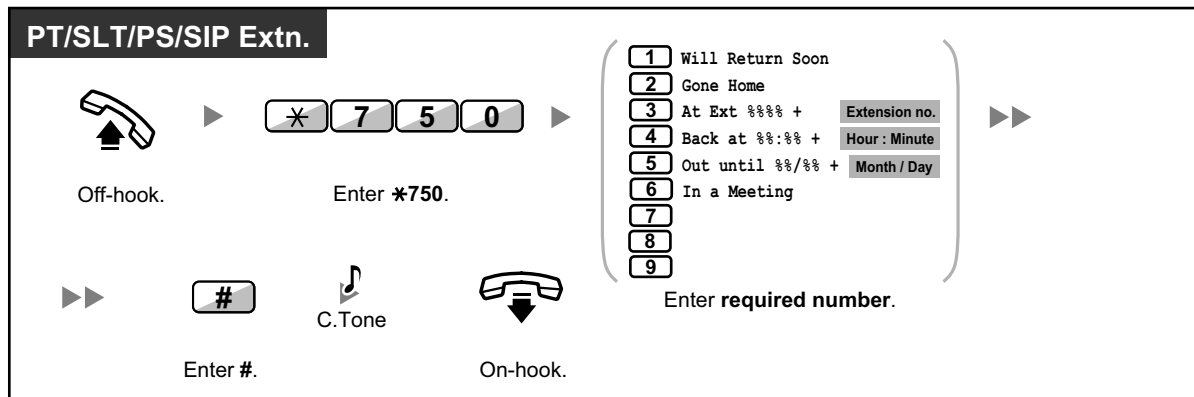 PT/SLT/PS/SIP Extn.
1 Will Return Soon
2 Gone Home
3 At Ext %%%% + Extension no.
4 Back at %%:%% + Hour : Minute
5 Out until %%/%% + Month / Day
6 In a Meeting
7
8
9
* 7 5 0
Off-hook.
Enter *750.
Enter required number.
#
C.Tone
Enter #.
On-hook.